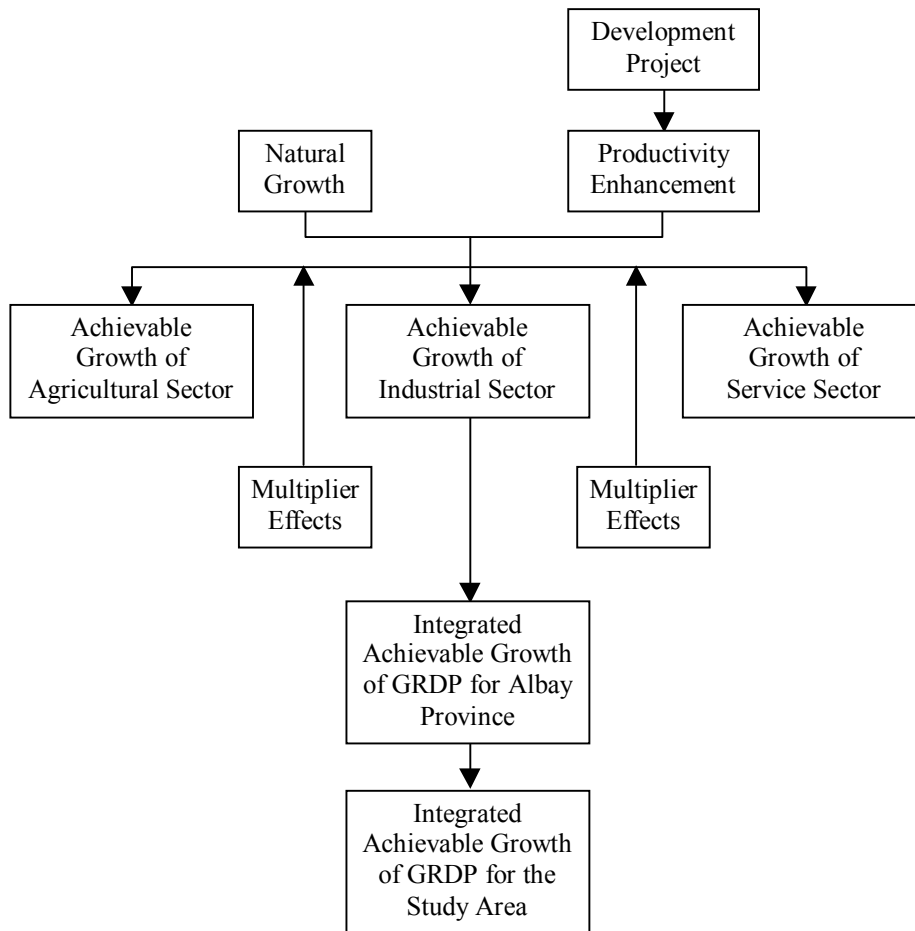 Development
Project
Natural
Growth
Productivity
Enhancement
Achievable
Growth of
Agricultural Sector
Achievable
Growth of
Industrial Sector
Achievable
Growth of
Service Sector
Multiplier
Effects
Multiplier
Effects
Integrated
Achievable Growth
of GRDP for Albay
Province
Integrated
Achievable Growth
of GRDP for the
Study Area